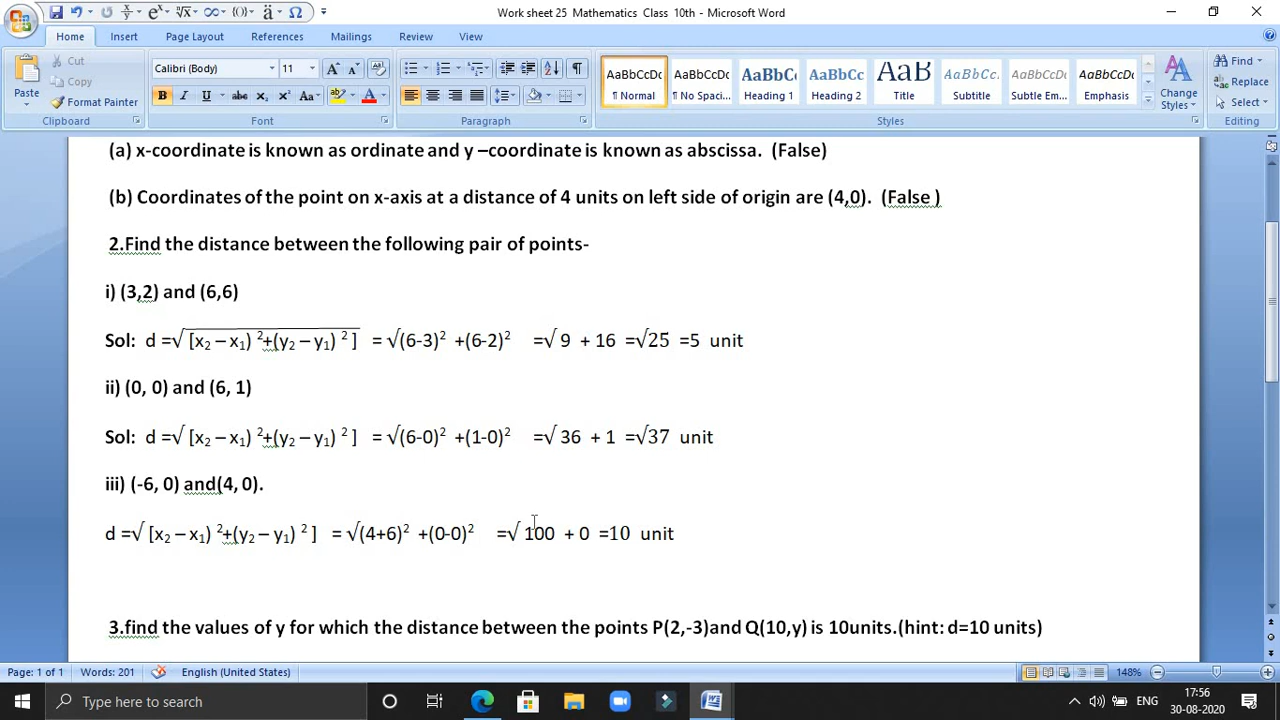 Work sheet 25 Mathematics Class 10th - Microsoft Word
Home Insert Page Layout References Mailings Review View
Paste
Cut
Copy
Format Painter
Clipboard
Calibri (Body) 11
B I U abc x₂ x² Aa
Font
Paragraph
AaBbCcDc AaBbCcDc AaBbC AaBbCc AaB AaBbCc. AaBbCcDc AaBbCcDc
¶ Normal ¶ No Spaci... Heading 1 Heading 2 Title Subtitle Subtle Em... Emphasis
Styles
Change Styles
Find
Replace
Select
Editing
(a) x-coordinate is known as ordinate and y –coordinate is known as abscissa. (False)
(b) Coordinates of the point on x-axis at a distance of 4 units on left side of origin are (4,0). (False )
2.Find the distance between the following pair of points-
i) (3,2) and (6,6)
Sol: d =√ [x₂ – x₁) ²+(y₂ – y₁) ² ] = √(6-3)² +(6-2)² =√ 9 + 16 =√25 =5 unit
ii) (0, 0) and (6, 1)
Sol: d =√ [x₂ – x₁) ²+(y₂ – y₁) ² ] = √(6-0)² +(1-0)² =√ 36 + 1 =√37 unit
iii) (-6, 0) and(4, 0).
d =√ [x₂ – x₁) ²+(y₂ – y₁) ² ] = √(4+6)² +(0-0)² =√ 100 + 0 =10 unit
3.find the values of y for which the distance between the points P(2,-3)and Q(10,y) is 10units.(hint: d=10 units)
Page: 1 of 1 Words: 201 English (United States) 148%
Type here to search
ENG
17:56
30-08-2020